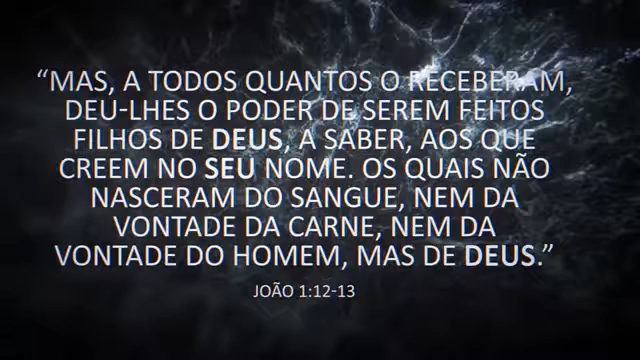 “MAS, A TODOS QUANTOS O RECEBERAM,
DEU-LHES O PODER DE SEREM FEITOS
FILHOS DE DEUS, A SABER, AOS QUE
CREEM NO SEU NOME. OS QUAIS NÃO
NASCERAM DO SANGUE, NEM DA
VONTADE DA CARNE, NEM DA
VONTADE DO HOMEM, MAS DE DEUS.”
JOÃO 1:12-13